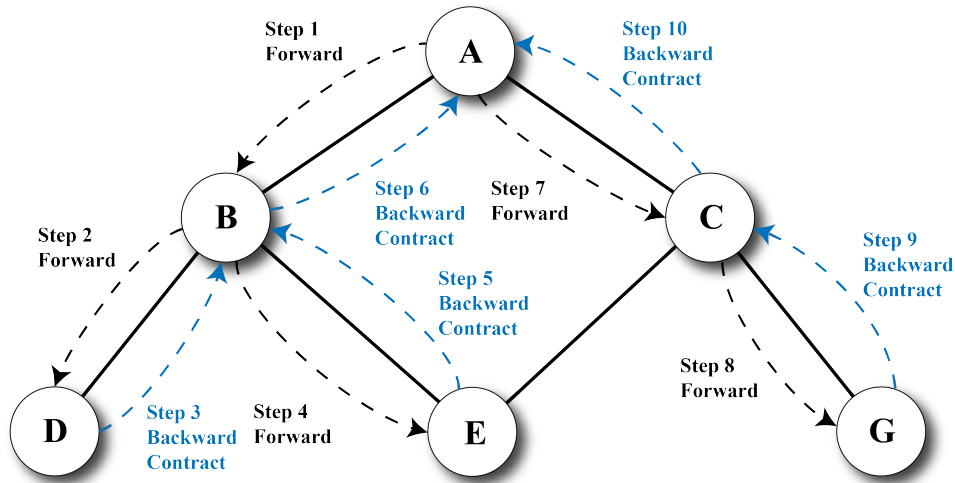 Step 1
Forward
A
Step 10
Backward
Contract
Step 6
Backward
Contract
Step 7
Forward
B
C
Step 2
Forward
Step 5
Backward
Contract
Step 9
Backward
Contract
Step 8
Forward
D
Step 3
Backward
Contract
Step 4
Forward
E
G